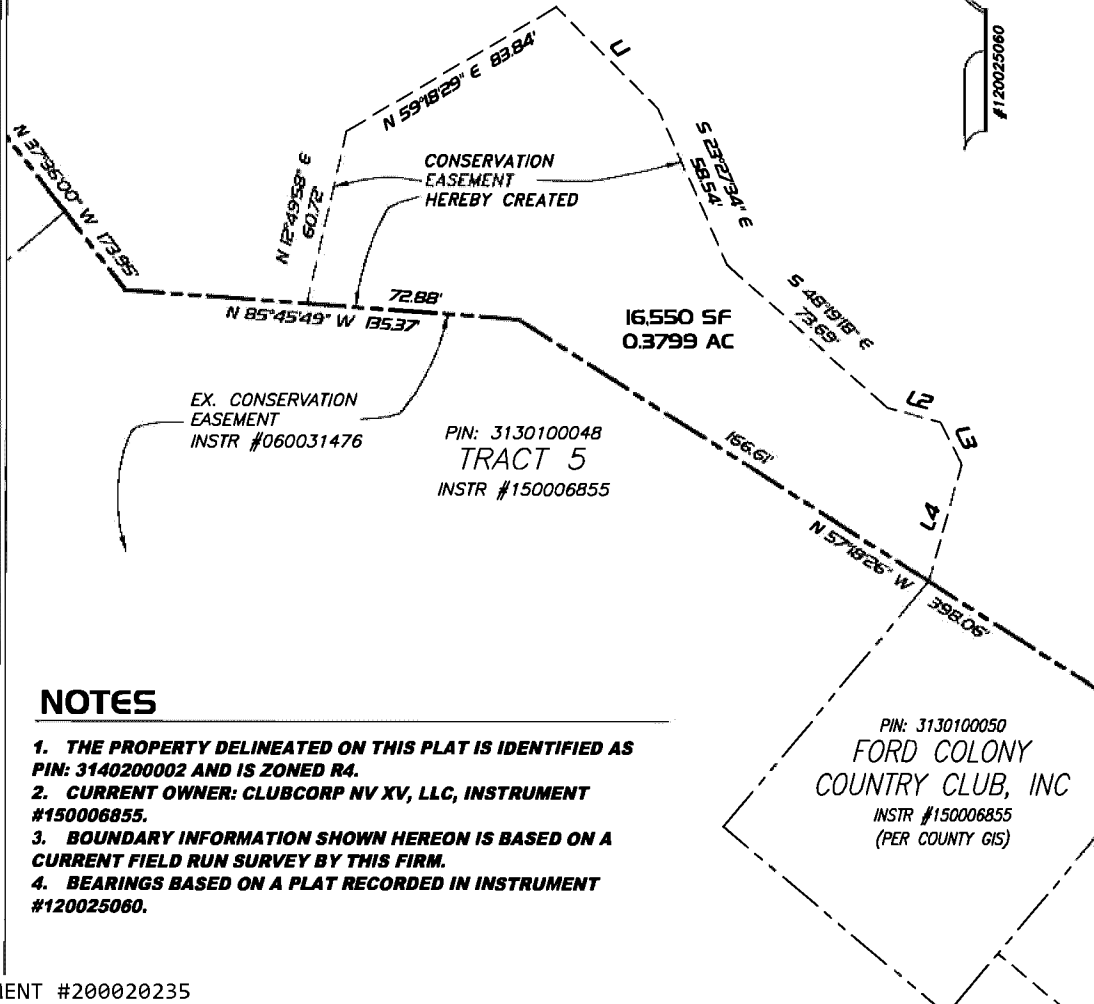 #120025060
L1
N 59°18'29" E 83.84'
N 37°36'00" W 173.95'
N 12°49'58" E
60.72'
CONSERVATION
EASEMENT
HEREBY CREATED
S 23°27'34" E
58.54'
72.88'
N 85°45'49" W 135.37'
16,550 SF
0.3799 AC
S 48°19'18" E
73.69'
L2
L3
L4
EX. CONSERVATION
EASEMENT
INSTR #060031476
PIN: 3130100048
TRACT 5
INSTR #150006855
166.61'
N 57°18'26" W
398.06'
NOTES
1. THE PROPERTY DELINEATED ON THIS PLAT IS IDENTIFIED AS
PIN: 3140200002 AND IS ZONED R4.
2. CURRENT OWNER: CLUBCORP NV XV, LLC, INSTRUMENT
#150006855.
3. BOUNDARY INFORMATION SHOWN HEREON IS BASED ON A
CURRENT FIELD RUN SURVEY BY THIS FIRM.
4. BEARINGS BASED ON A PLAT RECORDED IN INSTRUMENT
#120025060.
PIN: 3130100050
FORD COLONY
COUNTRY CLUB, INC
INSTR #150006855
(PER COUNTY GIS)
MENT #200020235